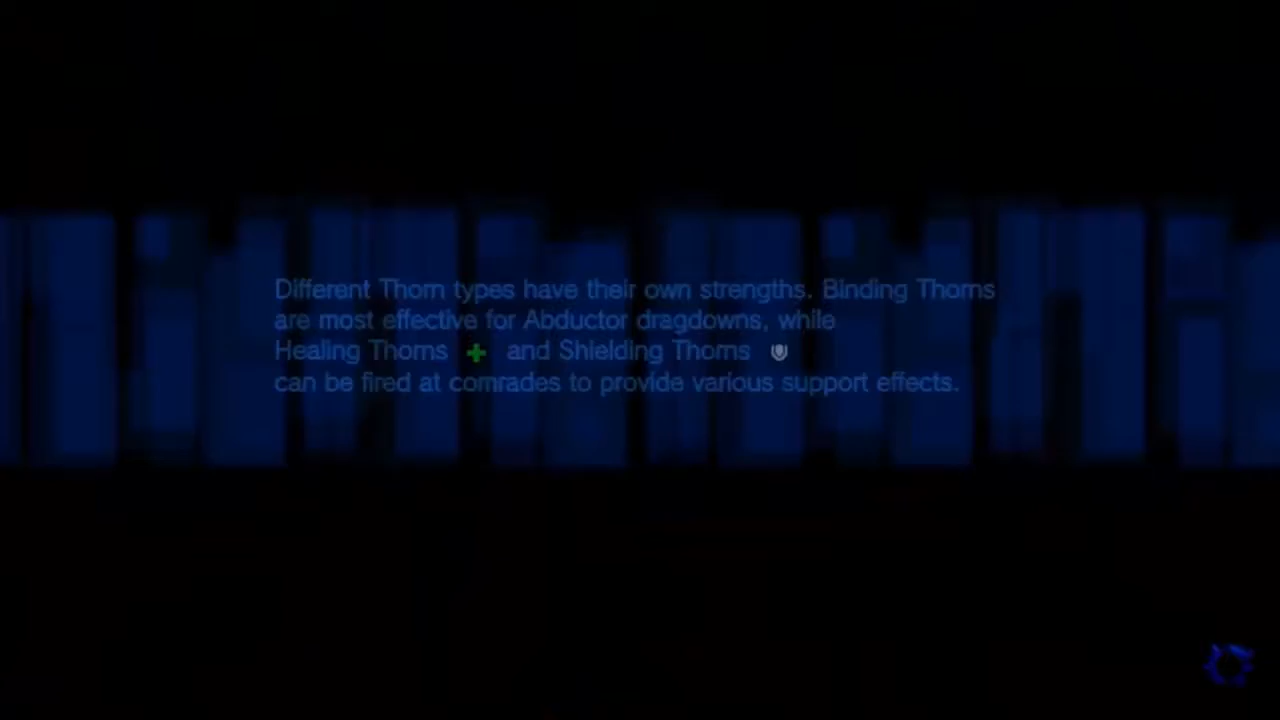 Different Thorn types have their own strengths. Binding Thorns
are most effective for Abductor dragdowns, while
Healing Thorns and Shielding Thorns
can be fired at comrades to provide various support effects.